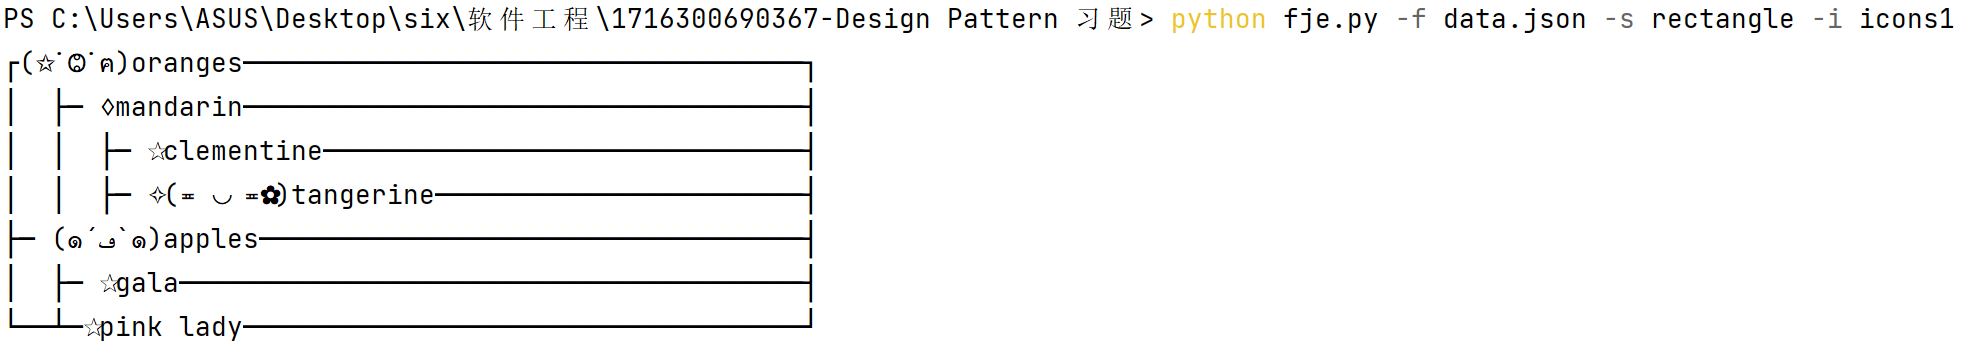 PS C:\Users\ASUS\Desktop\six\软件工程\1716300690367-Design Pattern 习题> python fje.py -f data.json -s rectangle -i icons1
┌(☆˙Ꙫ˙ฅ)oranges───────────────────────────────────┐
│  ├─ ◊mandarin───────────────────────────────────┤
│  │  ├─ ☆clementine──────────────────────────────┤
│  │  ├─ ✧(≖ ◡ ≖✿)tangerine───────────────────────┤
├─ (๑´ڡ`๑)apples──────────────────────────────────┤
│  ├─ ☆gala───────────────────────────────────────┤
└──┴─☆pink lady───────────────────────────────────┘